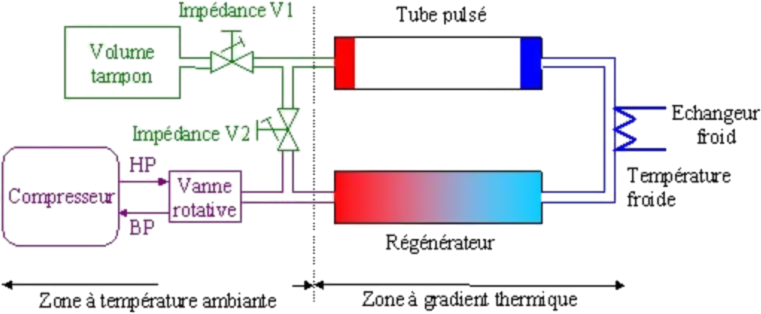 Impédance V1
Tube pulsé
Volume
tampon
Impédance V2
Echangeur
froid
Compresseur
HP
BP
Vanne
rotative
Température
froide
Régénérateur
Zone à température ambiante
Zone à gradient thermique